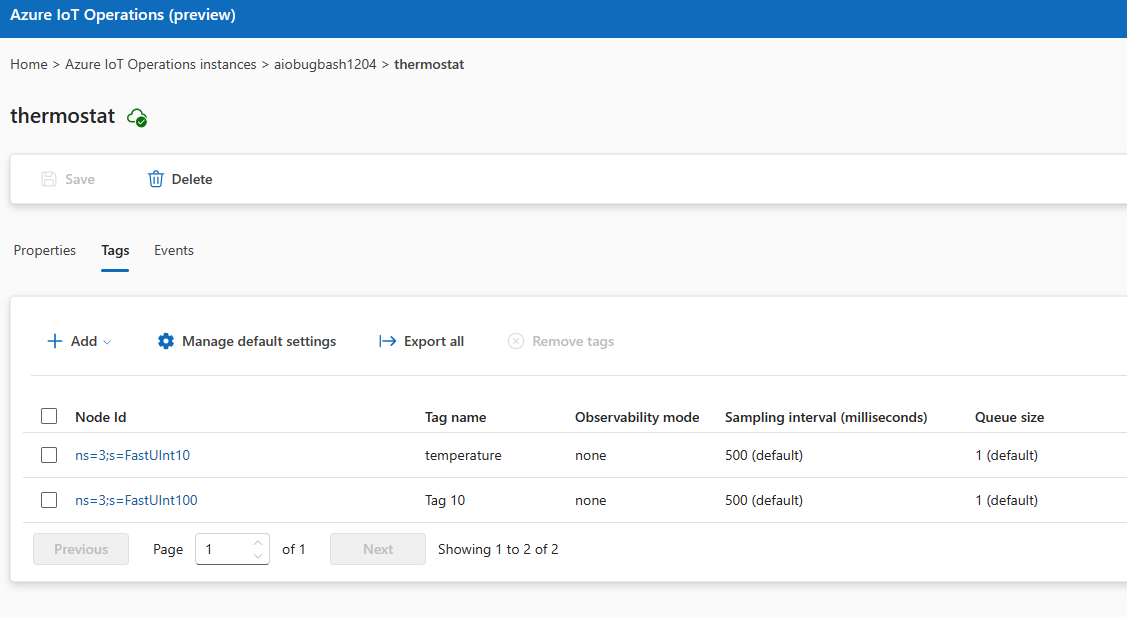 Azure IoT Operations (preview)
Home > Azure IoT Operations instances > aiobugbash1204 > thermostat
thermostat
Save Delete
Properties Tags Events
Add Manage default settings Export all Remove tags
Node Id Tag name Observability mode Sampling interval (milliseconds) Queue size
ns=3;s=FastUInt10 temperature none 500 (default) 1 (default)
ns=3;s=FastUInt100 Tag 10 none 500 (default) 1 (default)
Previous Page 1 of 1 Next Showing 1 to 2 of 2